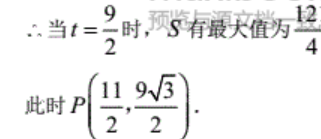 ∴当 t = 9/2 时，S 有最大值为
此时 P(11/2, 9√3/2).